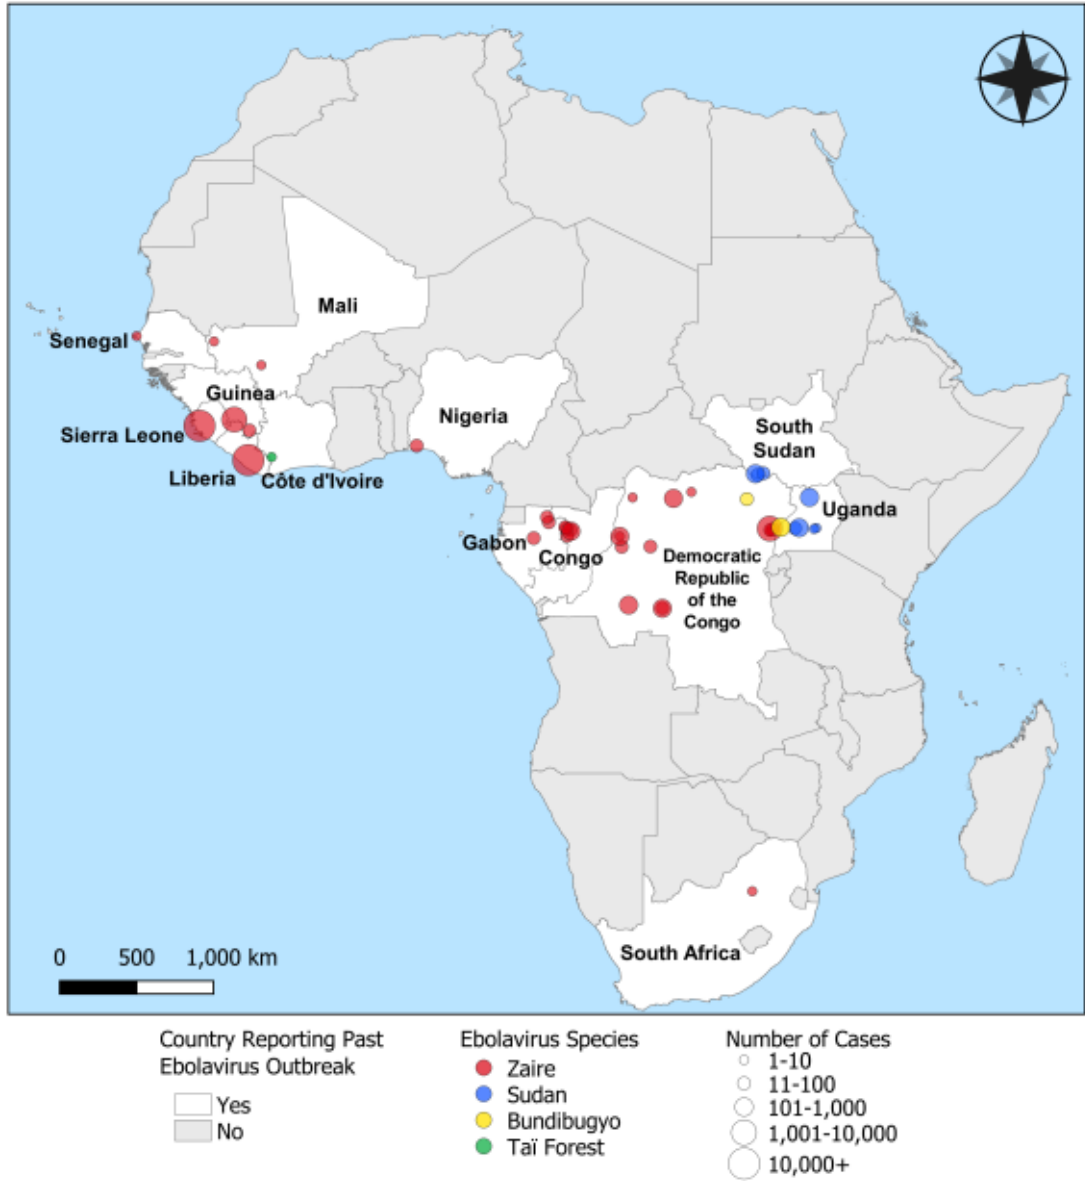 Mali
Senegal
Guinea
Nigeria
Sierra Leone
South
Sudan
Liberia
Côte d'Ivoire
Uganda
Gabon
Congo
Democratic
Republic
of the
Congo
South Africa
0 500 1,000 km
Country Reporting Past
Ebolavirus Outbreak
Yes
No
Ebolavirus Species
Zaire
Sudan
Bundibugyo
Taï Forest
Number of Cases
1-10
11-100
101-1,000
1,001-10,000
10,000+